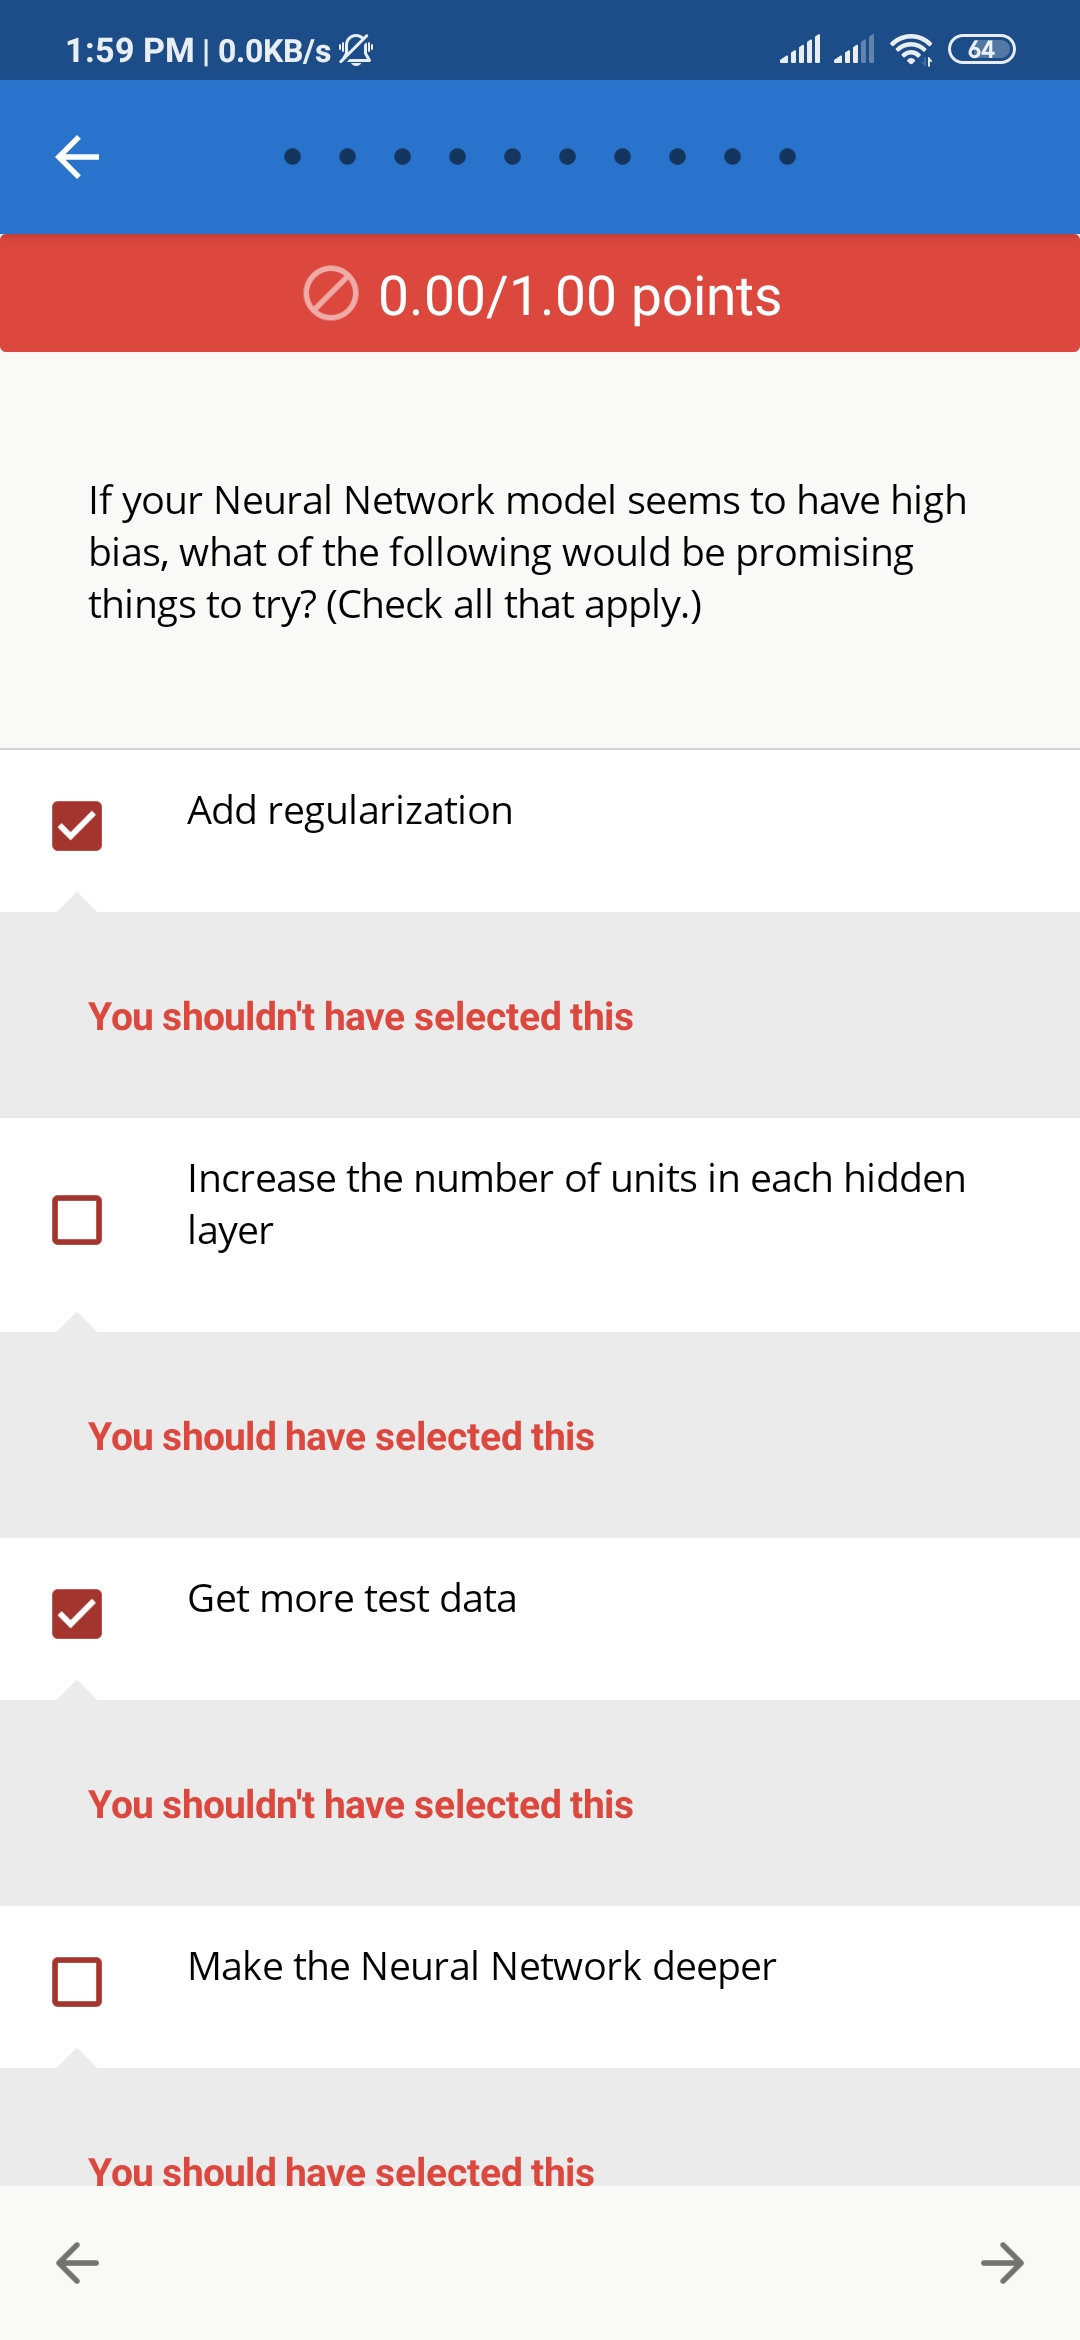 1:59 PM | 0.0KB/s
64
0.00/1.00 points
If your Neural Network model seems to have high
bias, what of the following would be promising
things to try? (Check all that apply.)
Add regularization
You shouldn't have selected this
Increase the number of units in each hidden
layer
You should have selected this
Get more test data
You shouldn't have selected this
Make the Neural Network deeper
You should have selected this